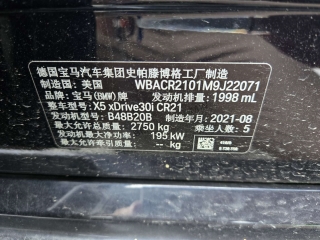 德国宝马汽车集团史帕滕博格工厂制造
制造国: 美国 WBACR2101M9J22071
品牌: 宝马(BMW)牌 发动机排量: 1998 mL
整车型号: X5 xDrive30i CR21
发动机型号: B48B20B 制造年月: 2021-08
最大允许总质量: 2750 kg 乘坐人数: 5
发动机最大净功率: 195 kW
最大允许牵引质量: -- kg